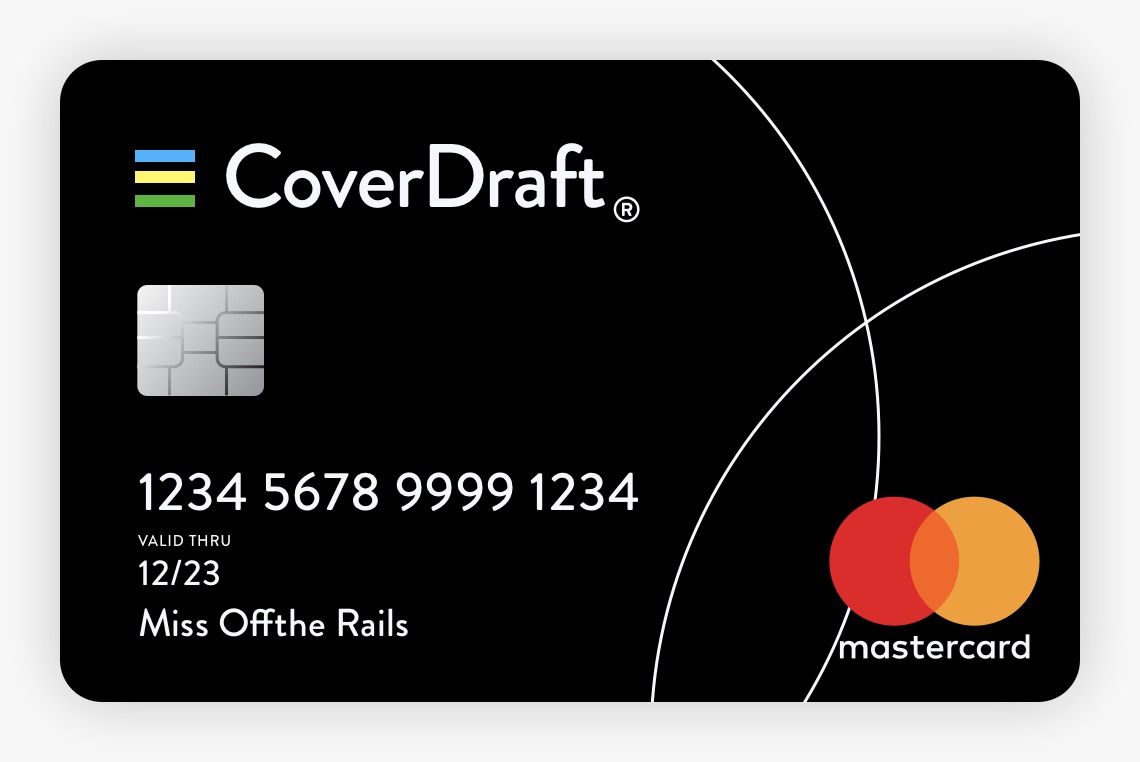 CoverDraft®
1234 5678 9999 1234
VALID THRU
12/23
Miss Offthe Rails
mastercard